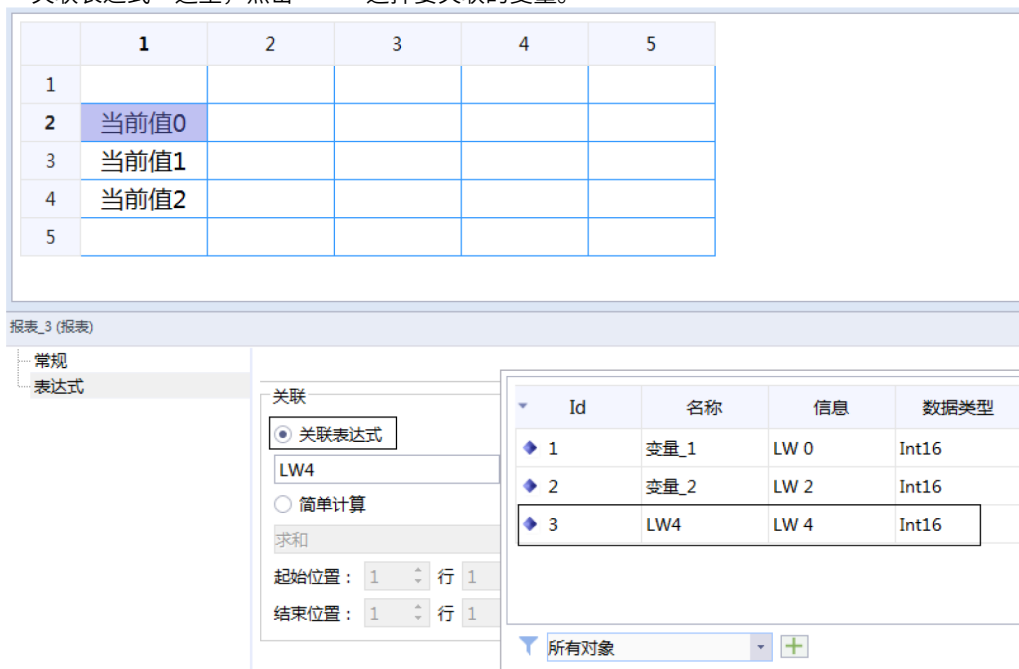 1 2 3 4 5
1
2 当前值0
3 当前值1
4 当前值2
5
报表_3 (报表)
常规
表达式
关联
关联表达式
LW4
简单计算
求和
起始位置： 1 行 1
结束位置： 1 行 1
Id 名称 信息 数据类型
1 变量_1 LW 0 Int16
2 变量_2 LW 2 Int16
3 LW4 LW 4 Int16
所有对象